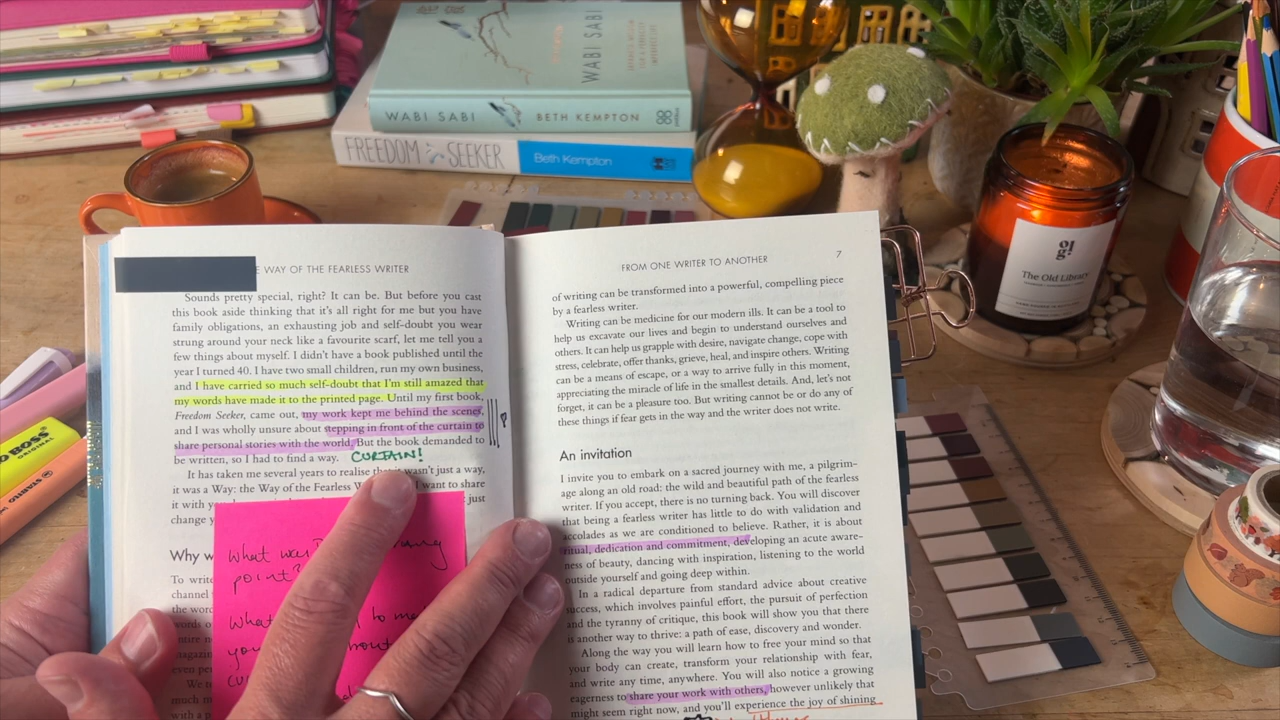 WABI SABI
WABI SABI
BETH KEMPTON
FREEDOM SEEKER
Beth Kempton
The Old Library
BOSS
STABILO
WAY OF THE FEARLESS WRITER
Sounds pretty special, right? It can be. But before you cast
this book aside thinking that it's all right for me but you have
family obligations, an exhausting job and self-doubt you wear
strung around your neck like a favourite scarf, let me tell you a
few things about myself. I didn't have a book published until the
year I turned 40. I have two small children, run my own business,
and I have carried so much self-doubt that I'm still amazed that
my words have made it to the printed page. Until my first book,
Freedom Seeker, came out, my work kept me behind the scenes,
and I was wholly unsure about stepping in front of the curtain to
share personal stories with the world. But the book demanded to
be written, so I had to find a way. CURTAIN!
It has taken me several years to realise that it wasn't just a way,
it was a Way: the Way of the Fearless I want to share
it with just
change
Why
To write
channel
the word
words
entire
magazin
even
much
with a
What was
point?
What to
you
FROM ONE WRITER TO ANOTHER 7
of writing can be transformed into a powerful, compelling piece
by a fearless writer.
Writing can be medicine for our modern ills. It can be a tool to
help us excavate our lives and begin to understand ourselves and
others. It can help us grapple with desire, navigate change, cope with
stress, celebrate, offer thanks, grieve, heal, and inspire others. Writing
can be a means of escape, or a way to arrive fully in this moment,
appreciating the miracle of life in the smallest details. And, let's not
forget, it can be a pleasure too. But writing cannot be or do any of
these things if fear gets in the way and the writer does not write.
An invitation
I invite you to embark on a sacred journey with me, a pilgrim-
age along an old road: the wild and beautiful path of the fearless
writer. If you accept, there is no turning back. You will discover
that being a fearless writer has little to do with validation and
accolades as we are conditioned to believe. Rather, it is about
ritual, dedication and commitment, developing an acute aware-
ness of beauty, dancing with inspiration, listening to the world
outside yourself and going deep within.
In a radical departure from standard advice about creative
success, which involves painful effort, the pursuit of perfection
and the tyranny of critique, this book will show you that there
is another way to thrive: a path of ease, discovery and wonder.
Along the way you will learn how to free your mind so that
your body can create, transform your relationship with fear,
and write any time, anywhere. You will also notice a growing
eagerness to share your work with others, however unlikely that
might seem right now, and you'll experience the joy of shining